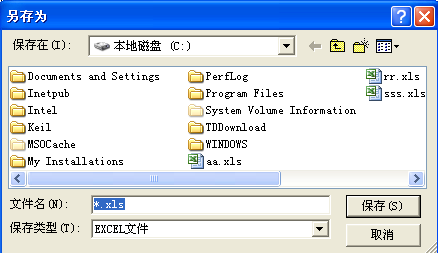 另存为
保存在(I): 本地磁盘 (C:)
Documents and Settings PerfLog rr.xls
Inetpub Program Files sss.xls
Intel System Volume Information
Keil TDDownload
MSOCache WINDOWS
My Installations aa.xls
文件名(N): *.xls 保存(S)
保存类型(T): EXCEL文件 取消